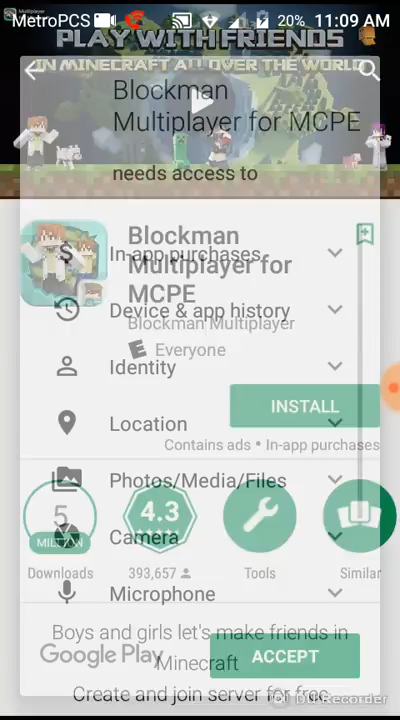 Multiplayer
MetroPCS 20% 11:09 AM
PLAY WITH FRIENDS
IN MINECRAFT ALL OVER THE WORLD
Blockman
Multiplayer for MCPE
needs access to
Blockman
Multiplayer for
MCPE
Blockman Multiplayer
E Everyone
In-app purchases
Device & app history
Identity
Location
Photos/Media/Files
Camera
Microphone
INSTALL
Contains ads • In-app purchases
5
MILLION
4.3
Downloads
393,657
Tools
Similar
Boys and girls let's make friends in
Minecraft
Create and join server for free
Google Play
ACCEPT
DU Recorder